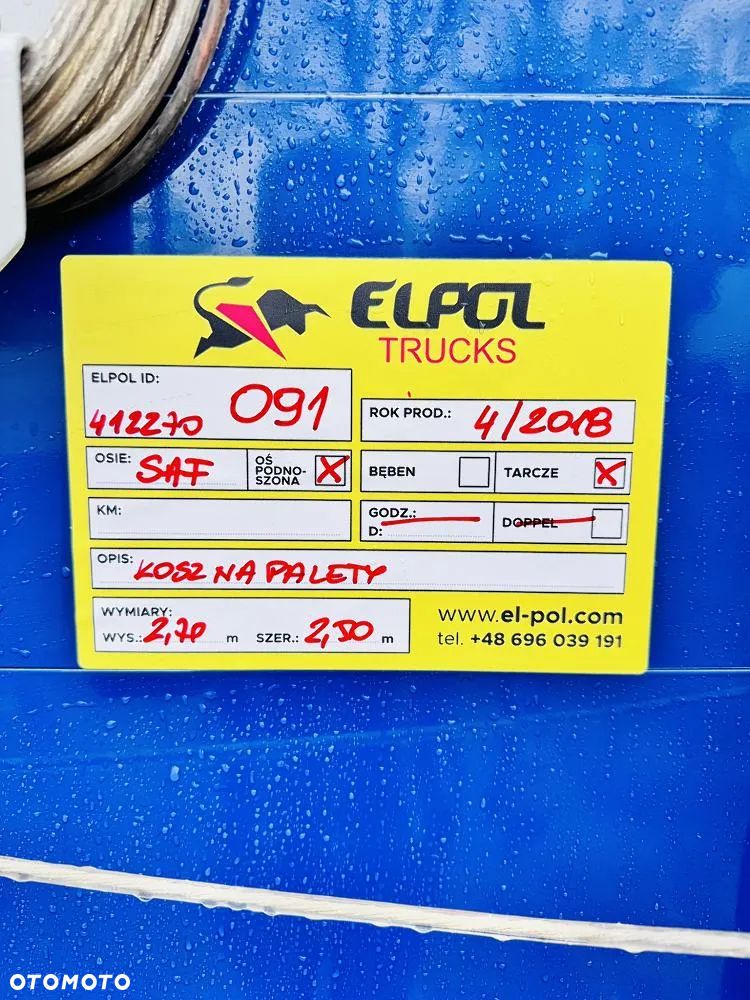 ELPOL
TRUCKS
ELPOL ID:
412270 091
ROK PROD.: 4/2018
OSIE: SAF
OŚ PODNO-
SZONA
BĘBEN
TARCZE
KM:
GODZ.:
D:
DOPPEL
OPIS: KOSZ NA PALETY
WYMIARY:
WYS.: 2,70 m SZER.: 2,50 m
www.el-pol.com
tel. +48 696 039 191
OTOMOTO